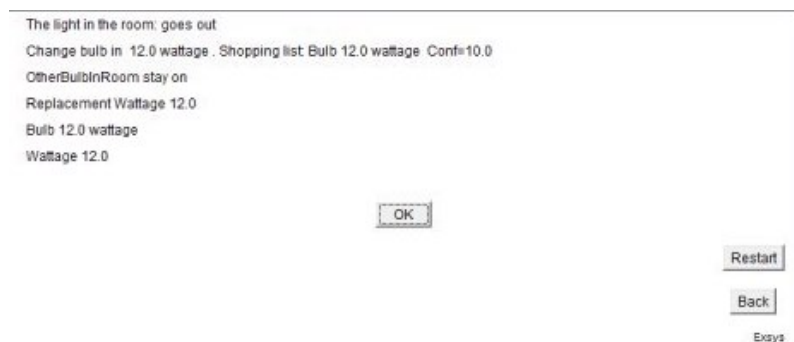 The light in the room: goes out
Change bulb in 12.0 wattage . Shopping list: Bulb 12.0 wattage Conf=10.0
OtherBulbInRoom stay on
Replacement Wattage 12.0
Bulb 12.0 wattage
Wattage 12.0
OK
Restart
Back
Exsys